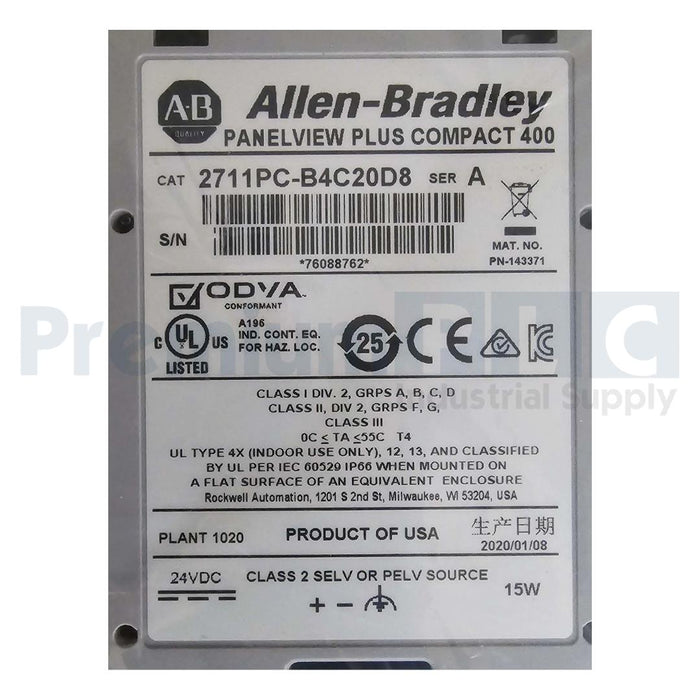 A·B
QUALITY
Allen-Bradley
PANELVIEW PLUS COMPACT 400
CAT 2711PC-B4C20D8 SER A
S/N
*76088762*
MAT. NO.
PN-143371
ODVA
CONFORMANT
C UL US
LISTED
A196
IND. CONT. EQ.
FOR HAZ. LOC.
25
CE
Premium PLC
Industrial Supply
CLASS I DIV. 2, GRPS A, B, C, D
CLASS II, DIV 2, GRPS F, G,
CLASS III
0C ≤ TA ≤55C T4
UL TYPE 4X (INDOOR USE ONLY), 12, 13, AND CLASSIFIED
BY UL PER IEC 60529 IP66 WHEN MOUNTED ON
A FLAT SURFACE OF AN EQUIVALENT ENCLOSURE
Rockwell Automation, 1201 S 2nd St, Milwaukee, WI 53204, USA
PLANT 1020 PRODUCT OF USA
生产日期
2020/01/08
24VDC CLASS 2 SELV OR PELV SOURCE
15W
+ −